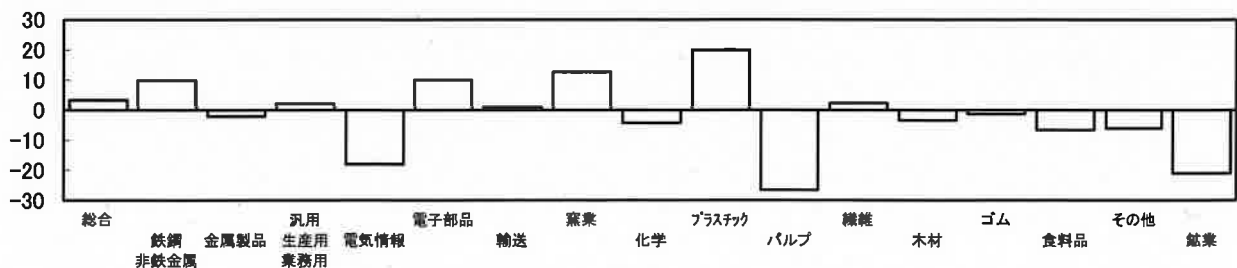 30
20
10
0
-10
-20
-30
総合
鉄鋼
非鉄金属
金属製品
汎用
生産用
業務用
電気情報
電子部品
輸送
窯業
化学
プラスチック
パルプ
繊維
木材
ゴム
食料品
その他
鉱業